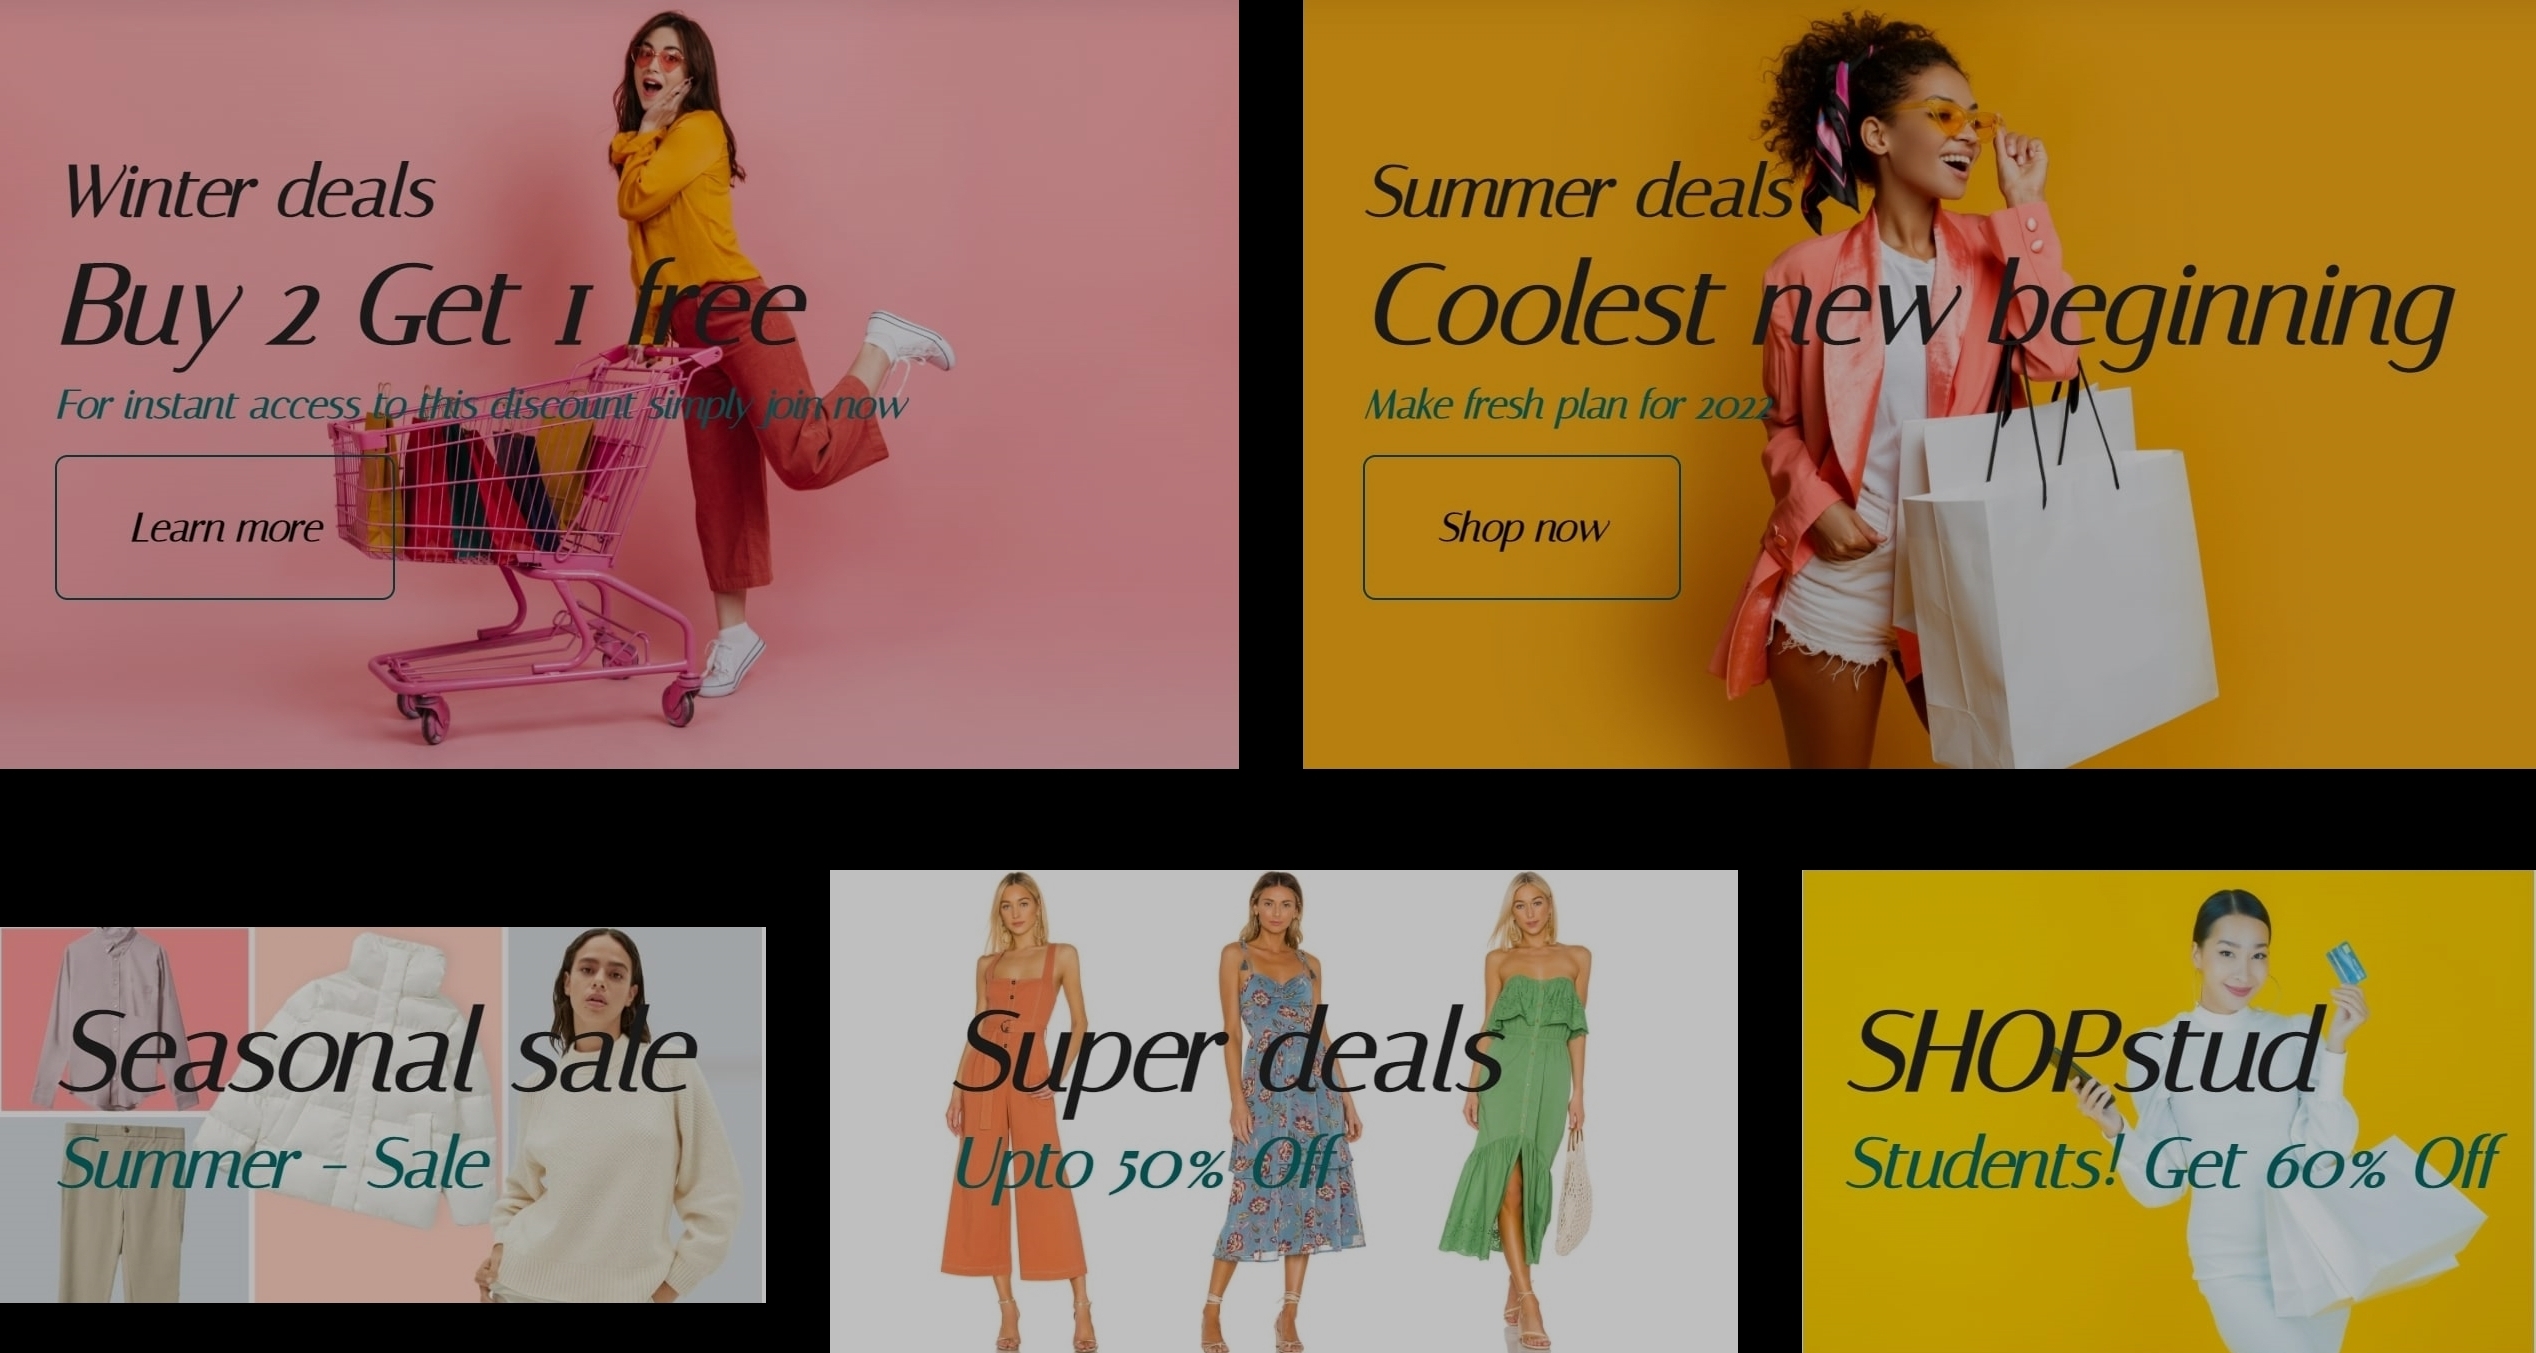 Winter deals
Buy 2 Get 1 free
For instant access to this discount simply join now
Learn more
Summer deals
Coolest new beginning
Make fresh plan for 2022
Shop now
Seasonal sale
Summer - Sale
Super deals
Upto 50% Off
SHOPstud
Students! Get 60% Off